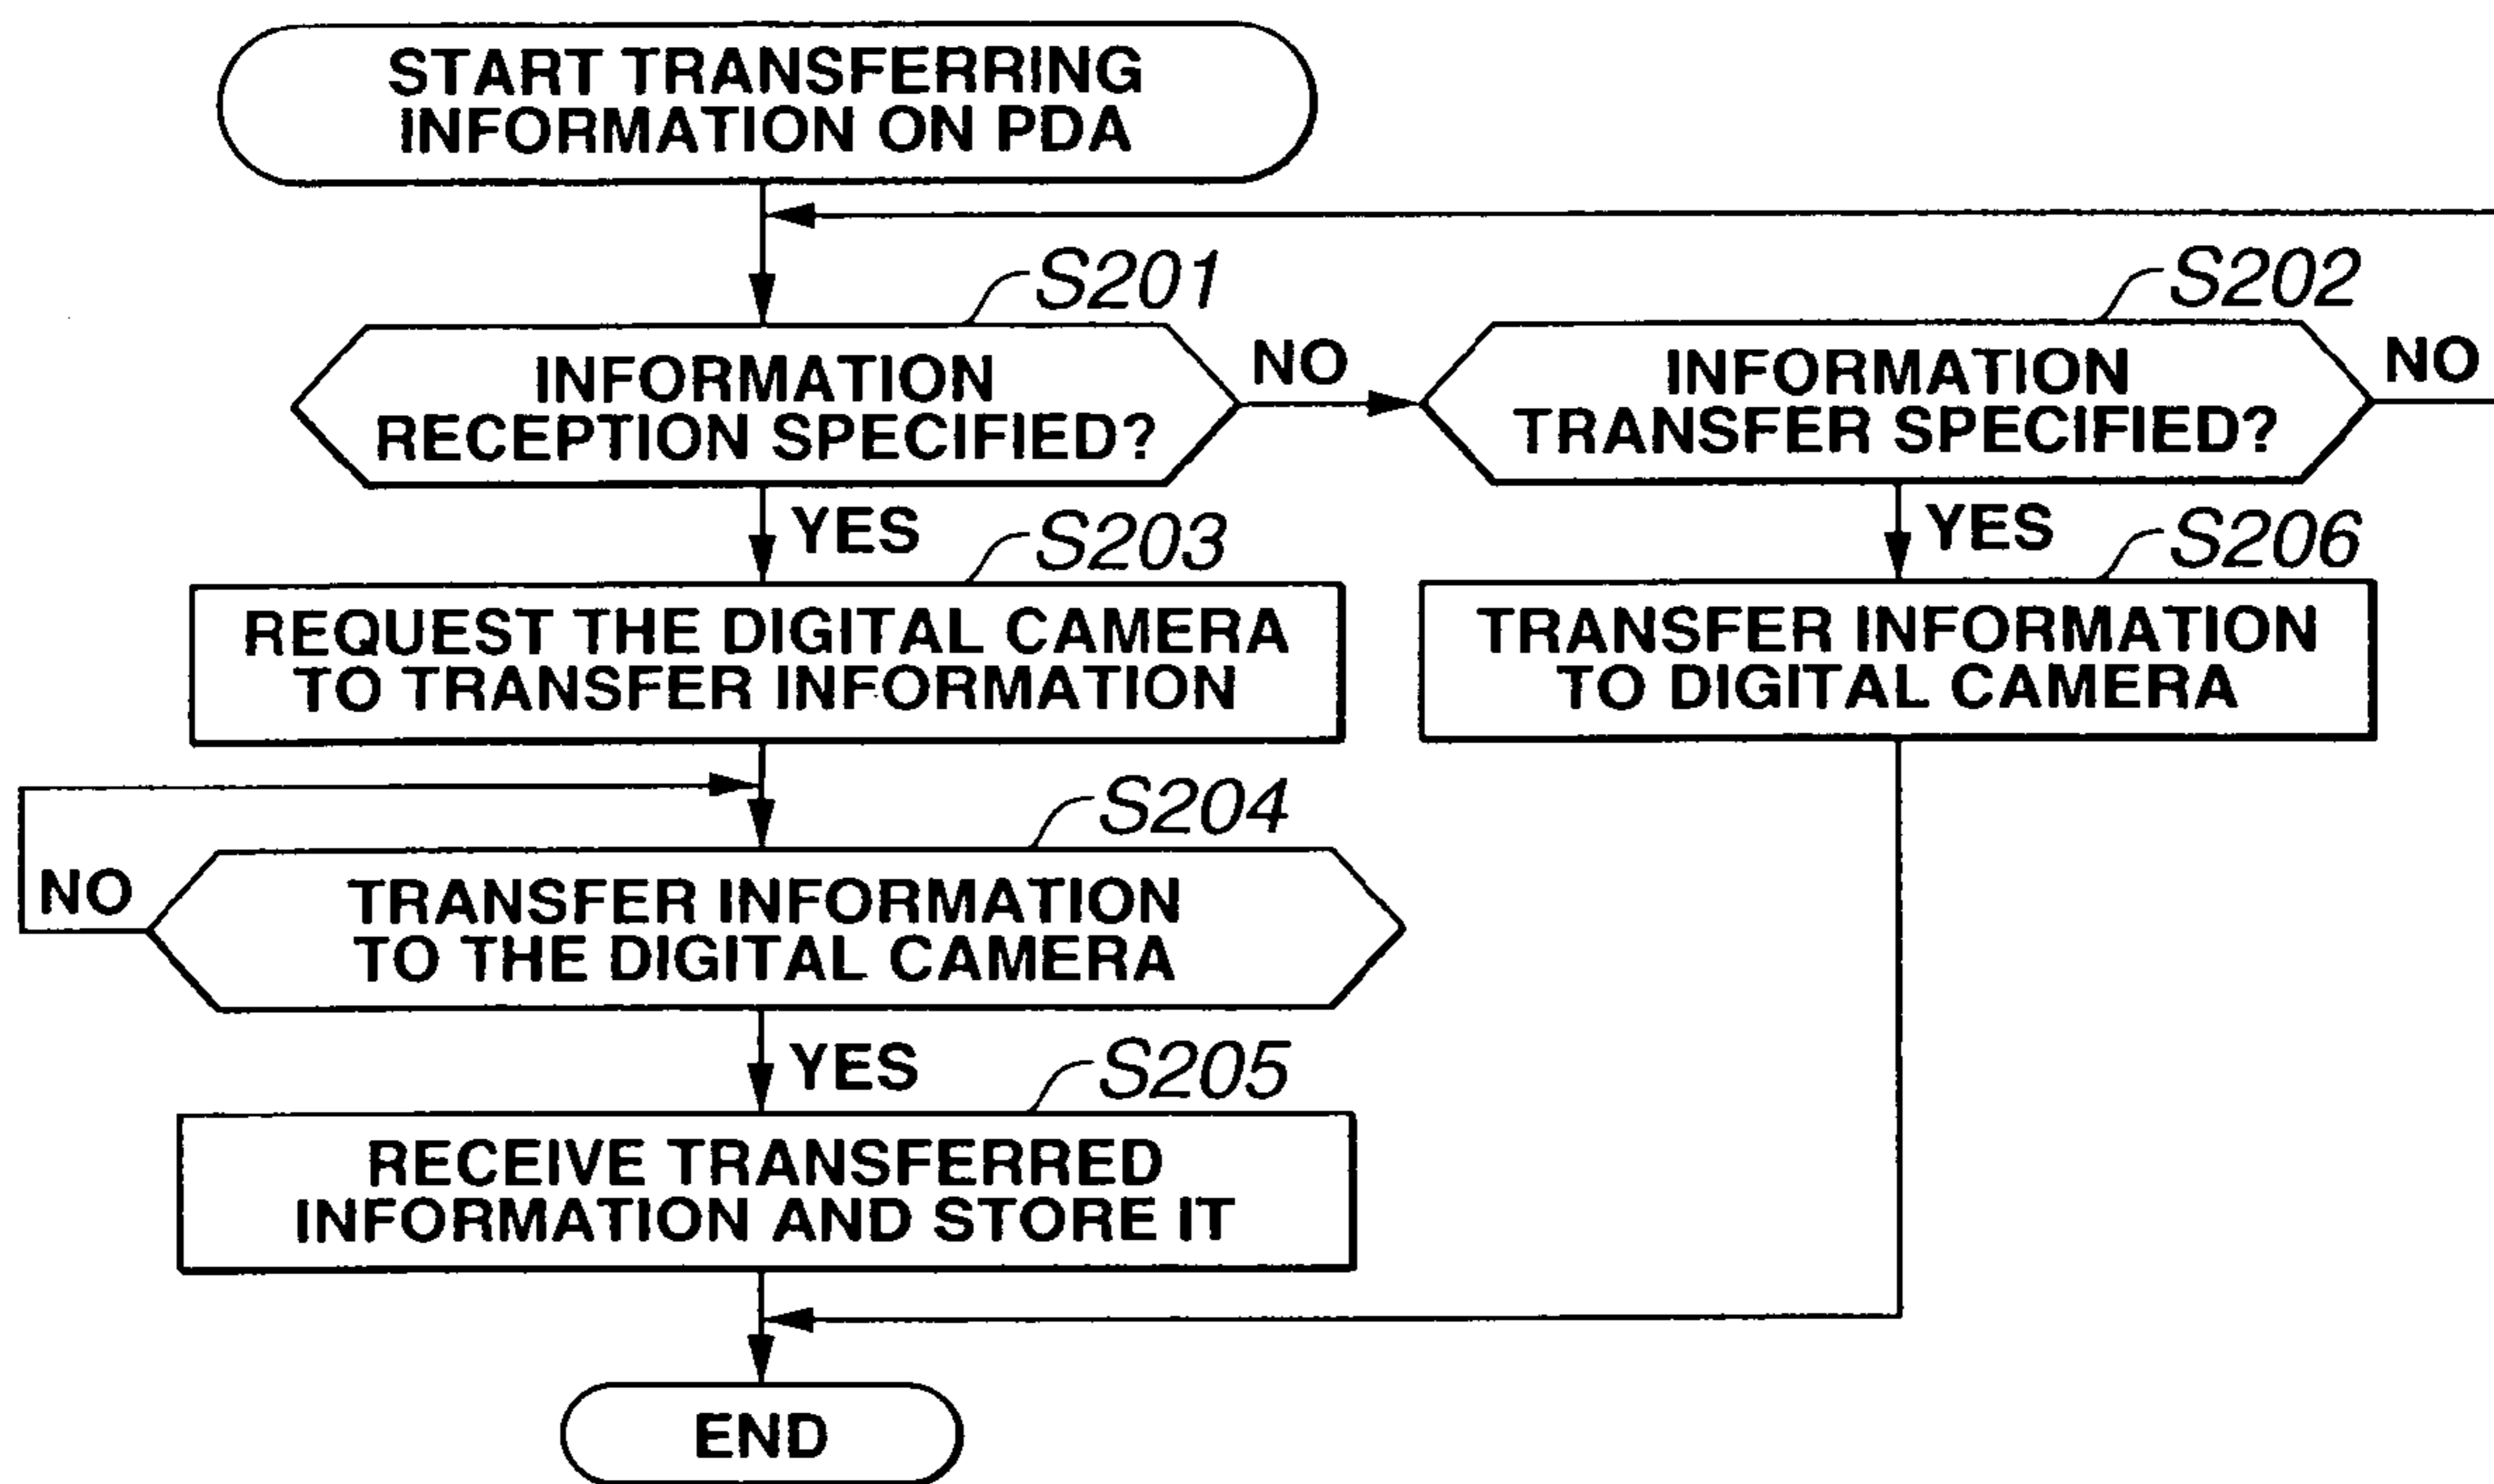 START TRANSFERRING
INFORMATION ON PDA
S201
S202
INFORMATION
RECEPTION SPECIFIED?
NO
INFORMATION
TRANSFER SPECIFIED?
NO
YES
S203
YES
S206
REQUEST THE DIGITAL CAMERA
TO TRANSFER INFORMATION
TRANSFER INFORMATION
TO DIGITAL CAMERA
S204
NO
TRANSFER INFORMATION
TO THE DIGITAL CAMERA
YES
S205
RECEIVE TRANSFERRED
INFORMATION AND STORE IT
END